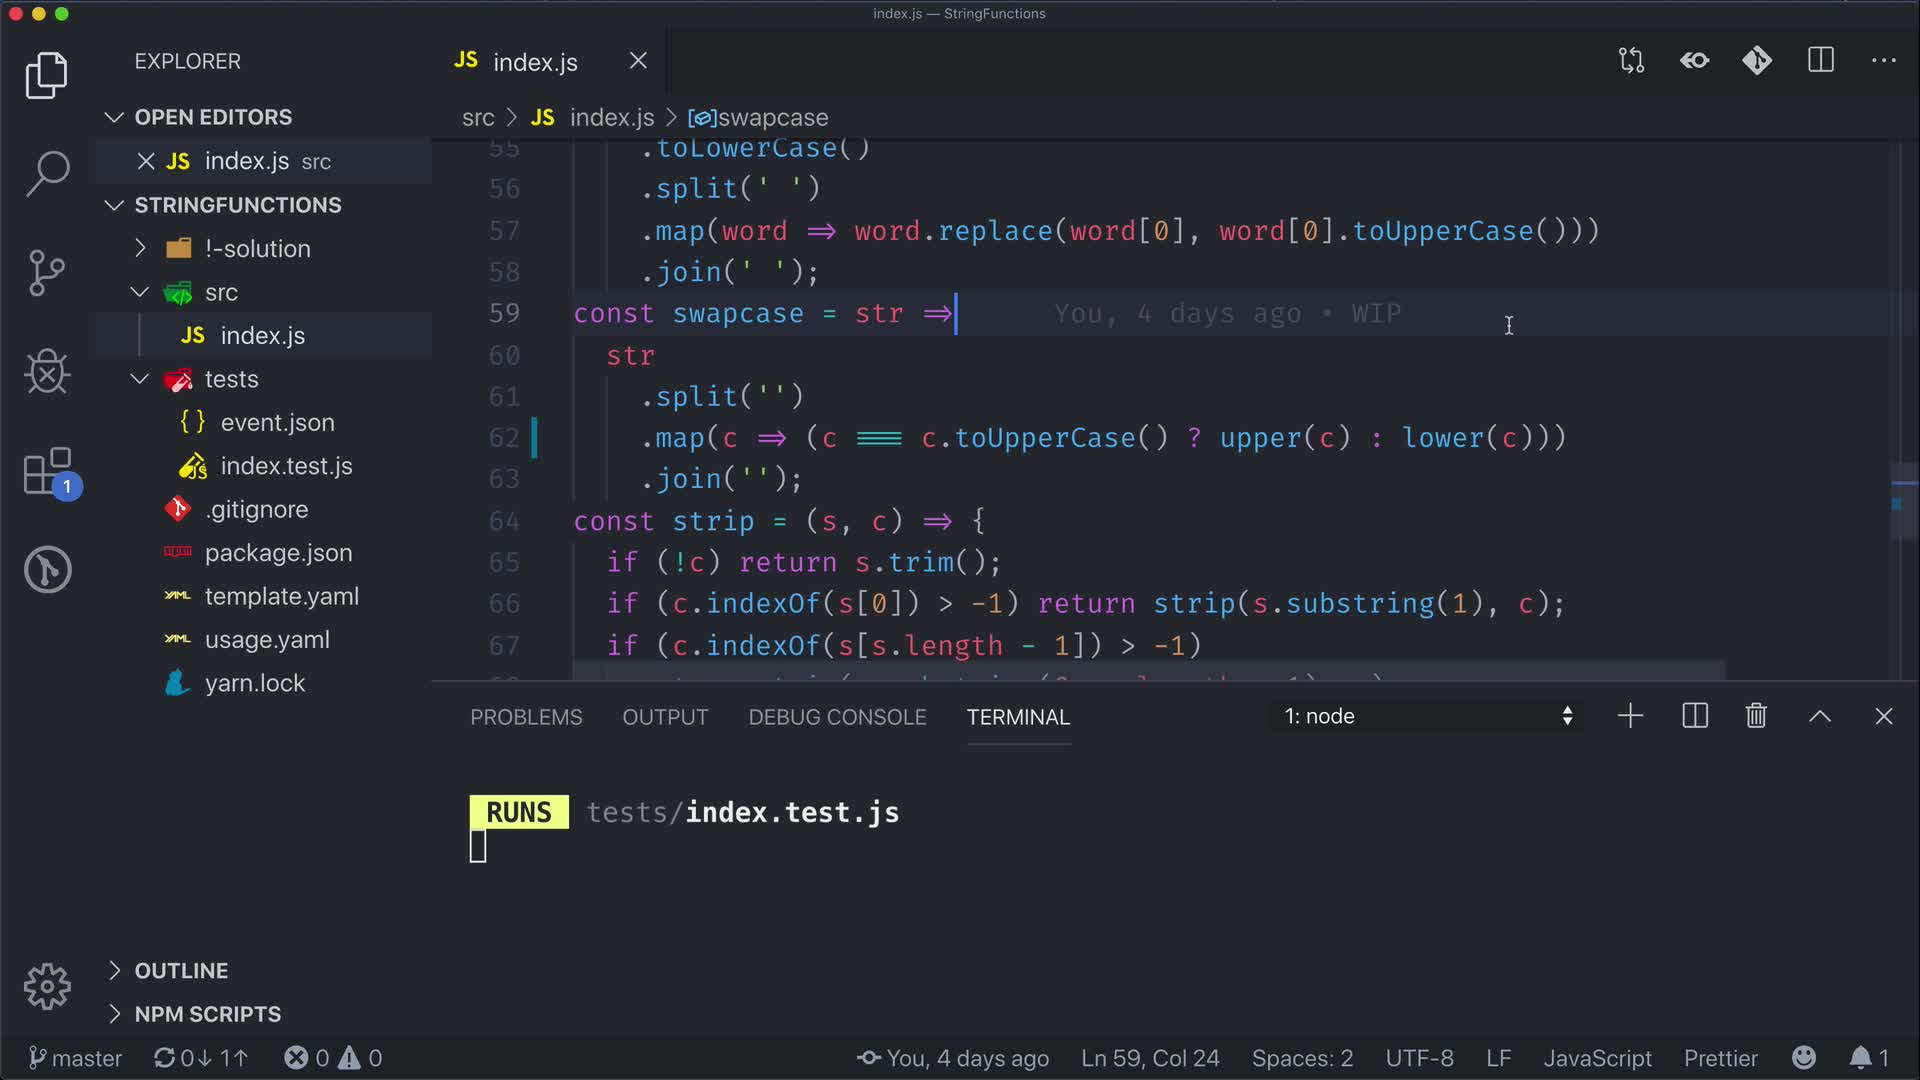 index.js — StringFunctions
EXPLORER
OPEN EDITORS
JS index.js src
STRINGFUNCTIONS
!-solution
src
JS index.js
tests
{ } event.json
JS index.test.js
.gitignore
npm package.json
YAML template.yaml
YAML usage.yaml
yarn.lock
OUTLINE
NPM SCRIPTS
1
JS index.js
src > JS index.js > swapcase
55 .toLowerCase()
56 .split(' ')
57 .map(word => word.replace(word[0], word[0].toUpperCase()))
58 .join(' ');
59 const swapcase = str => You, 4 days ago • WIP
60 str
61 .split('')
62 .map(c => (c === c.toUpperCase() ? upper(c) : lower(c)))
63 .join('');
64 const strip = (s, c) => {
65 if (!c) return s.trim();
66 if (c.indexOf(s[0]) > -1) return strip(s.substring(1), c);
67 if (c.indexOf(s[s.length - 1]) > -1)
PROBLEMS OUTPUT DEBUG CONSOLE TERMINAL 1: node
RUNS tests/index.test.js
master 0↓ 1↑ 0 0 You, 4 days ago Ln 59, Col 24 Spaces: 2 UTF-8 LF JavaScript Prettier 1